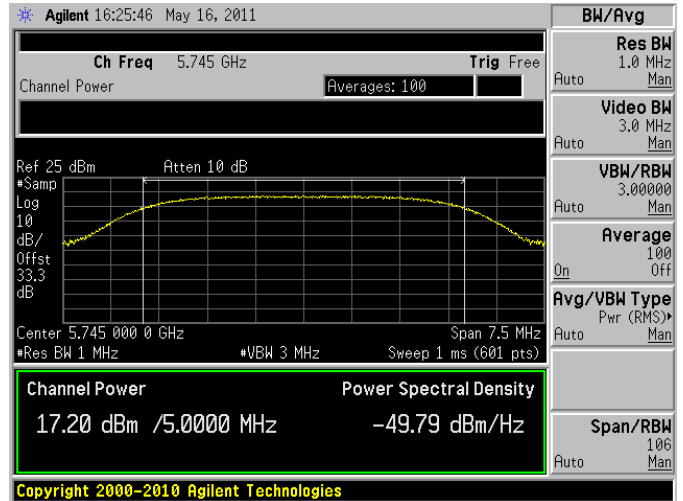 Agilent 16:25:46 May 16, 2011
BW/Avg
Ch Freq 5.745 GHz Trig Free
Channel Power Averages: 100
Res BW
1.0 MHz
Auto Man
Video BW
3.0 MHz
Auto Man
VBW/RBW
3.00000
Auto Man
Average
100
On Off
Avg/VBW Type
Pwr (RMS)
Auto Man
Span/RBW
106
Auto Man
Ref 25 dBm Atten 10 dB
#Samp
Log
10
dB/
Offst
33.3
dB
Center 5.745 000 0 GHz Span 7.5 MHz
#Res BW 1 MHz #VBW 3 MHz Sweep 1 ms (601 pts)
Channel Power Power Spectral Density
17.20 dBm /5.0000 MHz -49.79 dBm/Hz
Copyright 2000-2010 Agilent Technologies